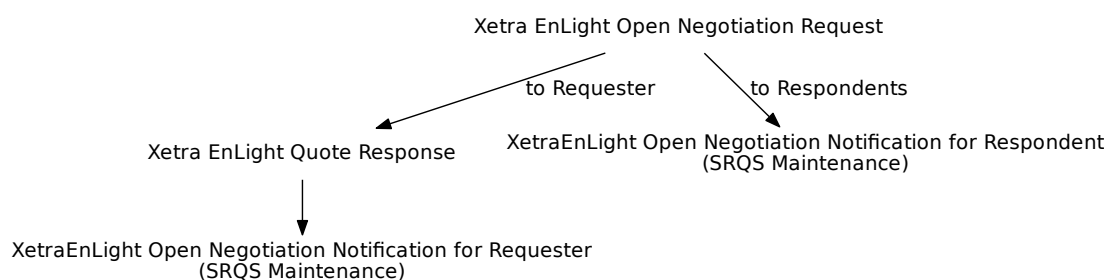 Xetra EnLight Open Negotiation Request
to Requester
to Respondents
Xetra EnLight Quote Response
XetraEnLight Open Negotiation Notification for Respondent
(SRQS Maintenance)
XetraEnLight Open Negotiation Notification for Requester
(SRQS Maintenance)